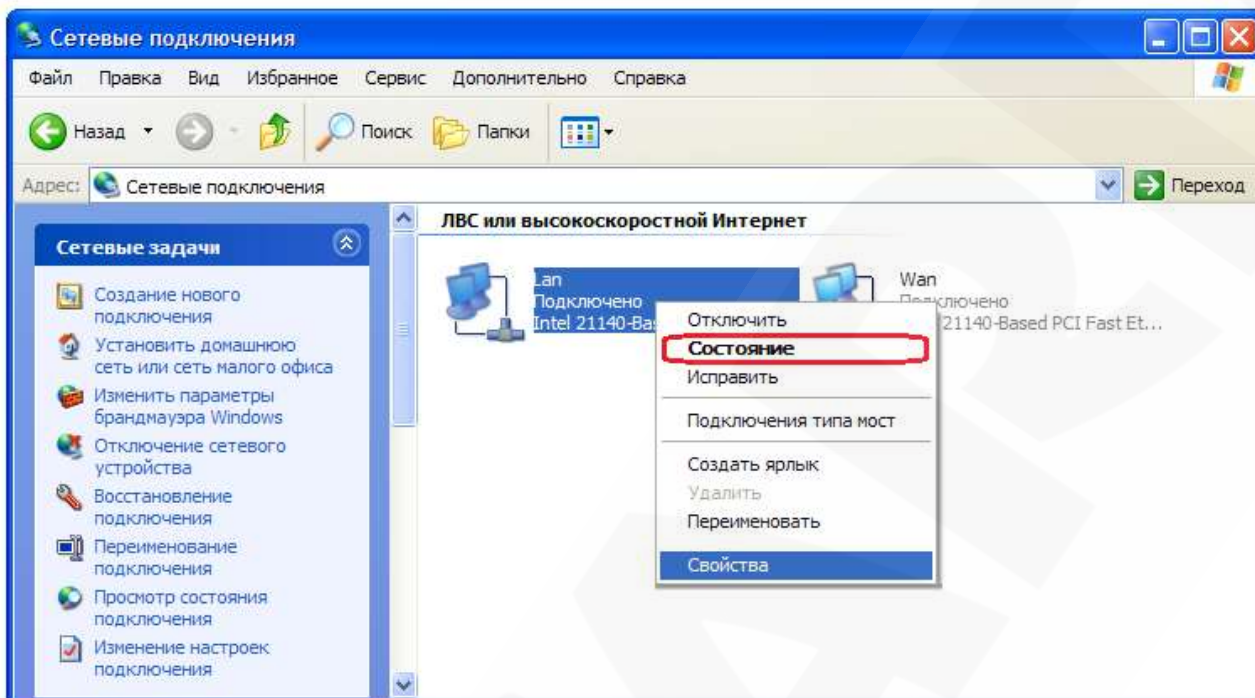 Сетевые подключения
Файл Правка Вид Избранное Сервис Дополнительно Справка
Назад Поиск Папки
Адрес: Сетевые подключения Переход
Сетевые задачи
Создание нового
подключения
Установить домашнюю
сеть или сеть малого офиса
Изменить параметры
брандмауэра Windows
Отключение сетевого
устройства
Восстановление
подключения
Переименование
подключения
Просмотр состояния
подключения
Изменение настроек
подключения
ЛВС или высокоскоростной Интернет
Lan
Подключено
Intel 21140-Ba
Wan
Подключено
21140-Based PCI Fast Et...
Отключить
Состояние
Исправить
Подключения типа мост
Создать ярлык
Удалить
Переименовать
Свойства